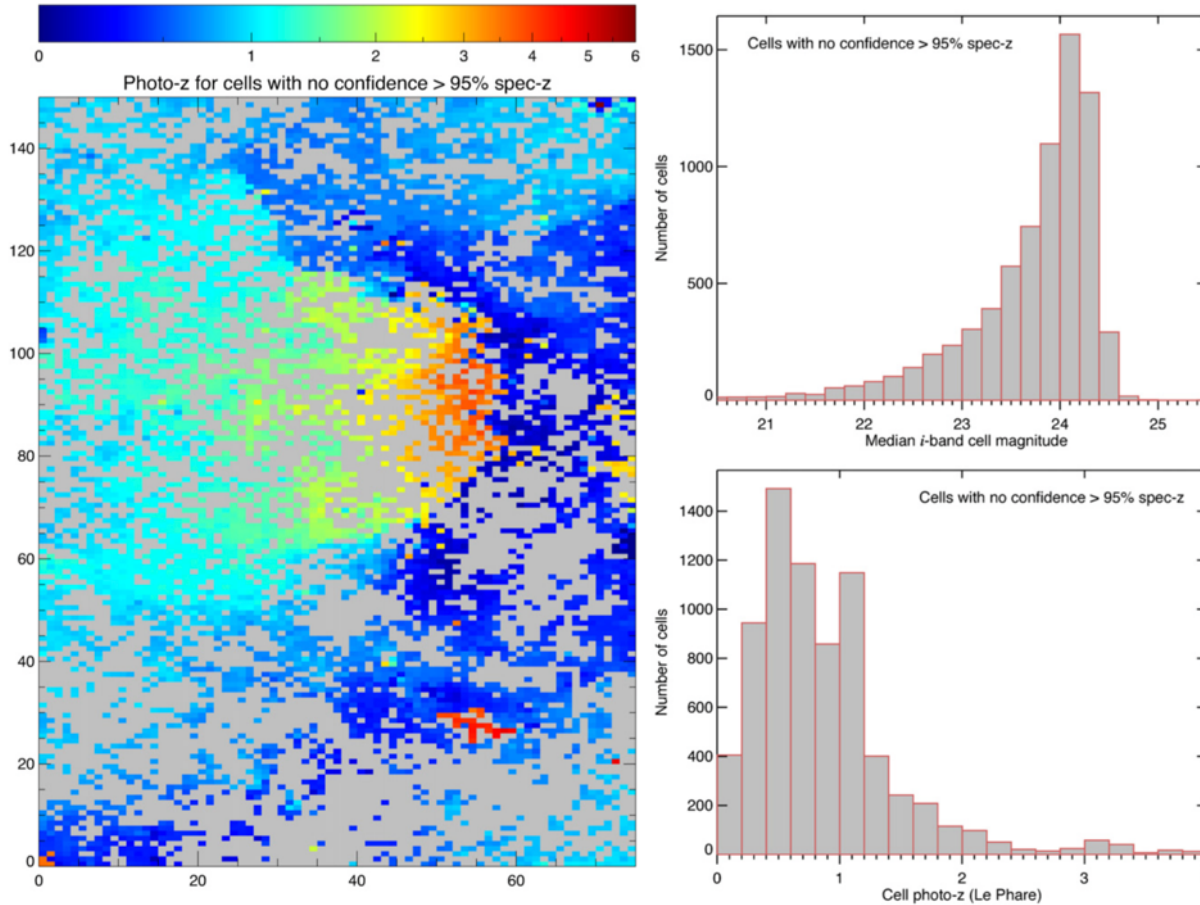 0 1 2 3 4 5 6
Photo-z for cells with no confidence > 95% spec-z
140
120
100
80
60
40
20
0
0 20 40 60
Cells with no confidence > 95% spec-z
1500
1000
500
0
Number of cells
21 22 23 24 25
Median i-band cell magnitude
Cells with no confidence > 95% spec-z
1400
1200
1000
800
600
400
200
0
Number of cells
0 1 2 3
Cell photo-z (Le Phare)